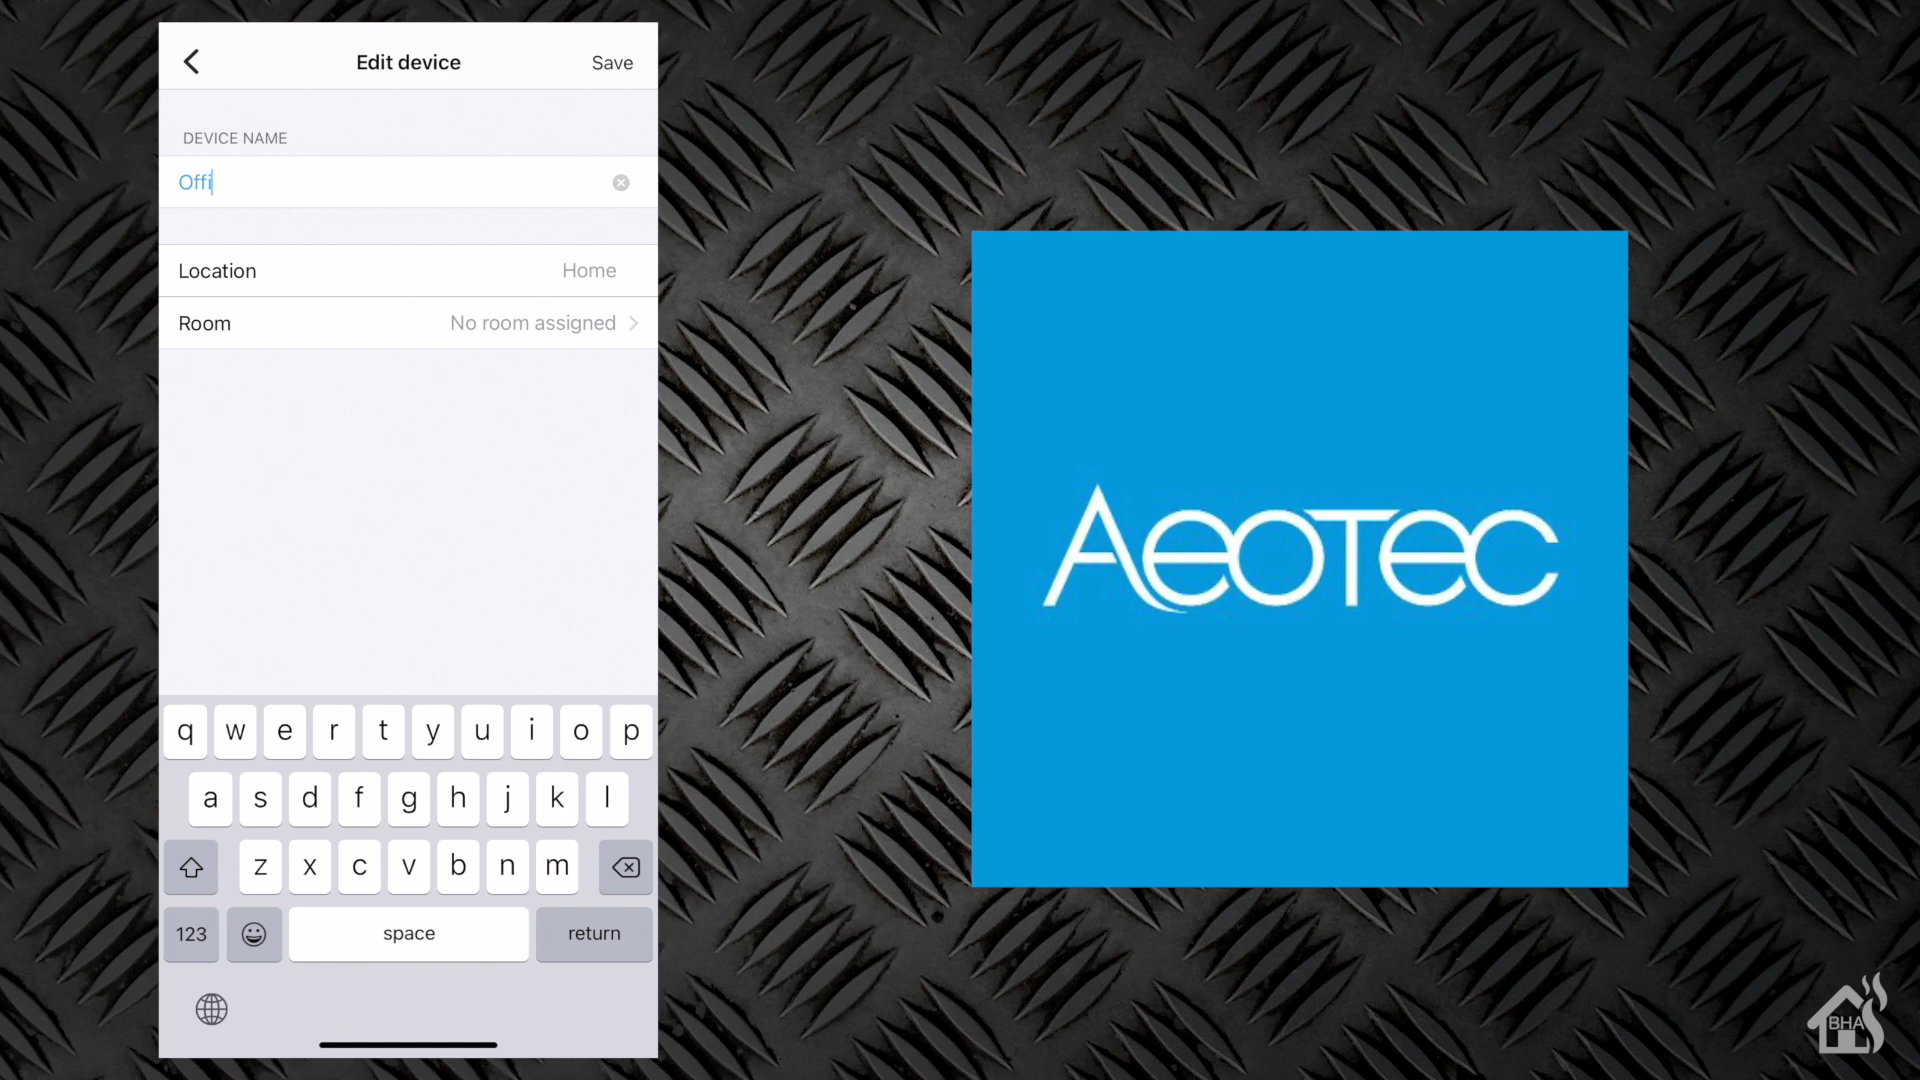 Edit device
Save
DEVICE NAME
Offi
Location
Home
Room
No room assigned
q w e r t y u i o p
a s d f g h j k l
z x c v b n m
123
space
return
AEOTEC
BHA